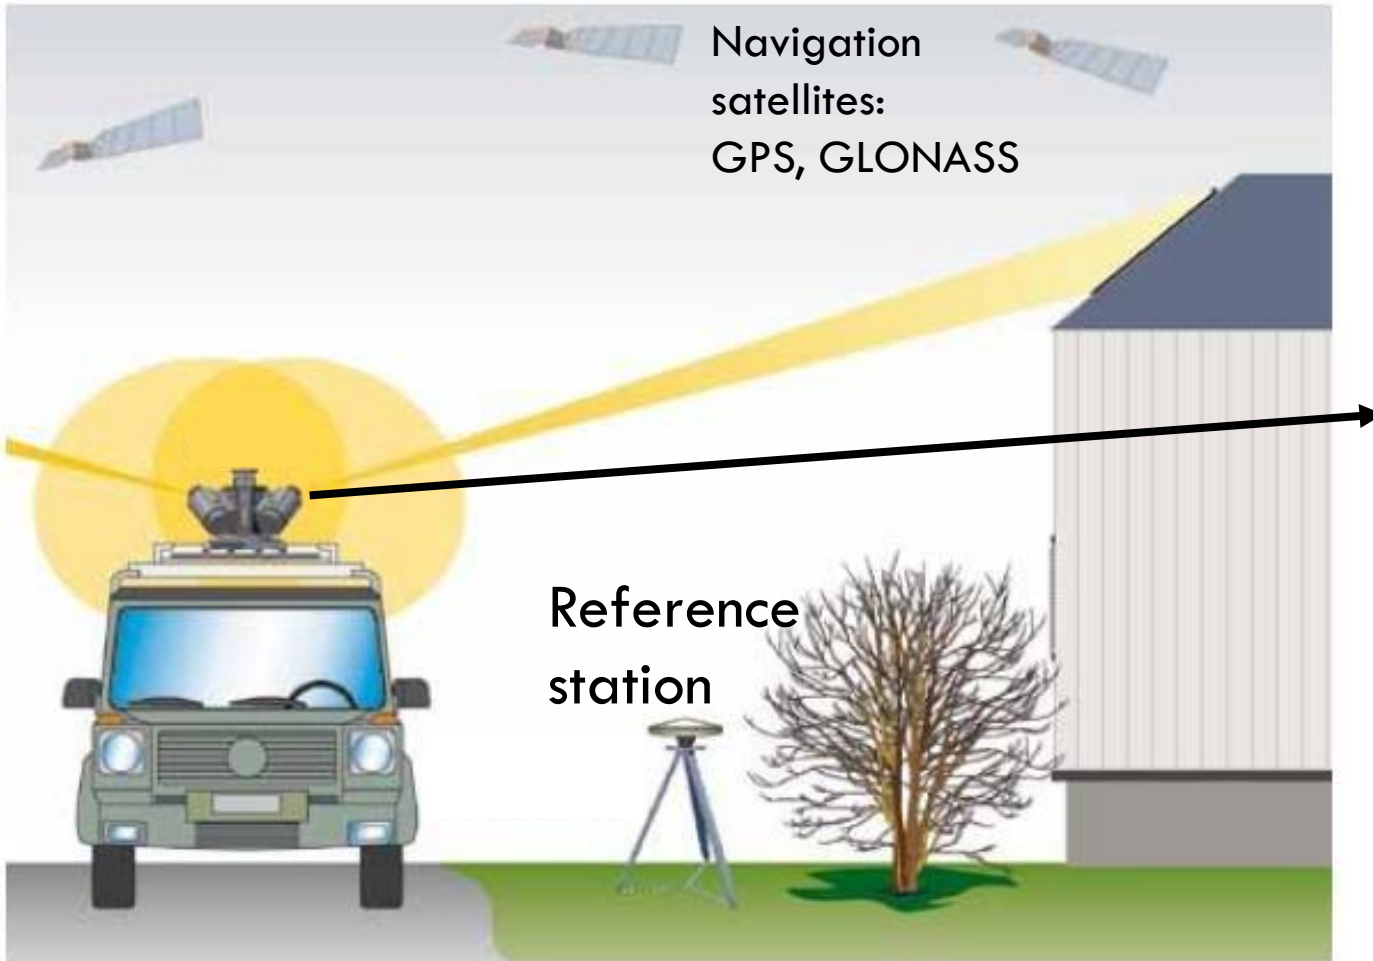 Navigation
satellites:
GPS, GLONASS
Reference
station